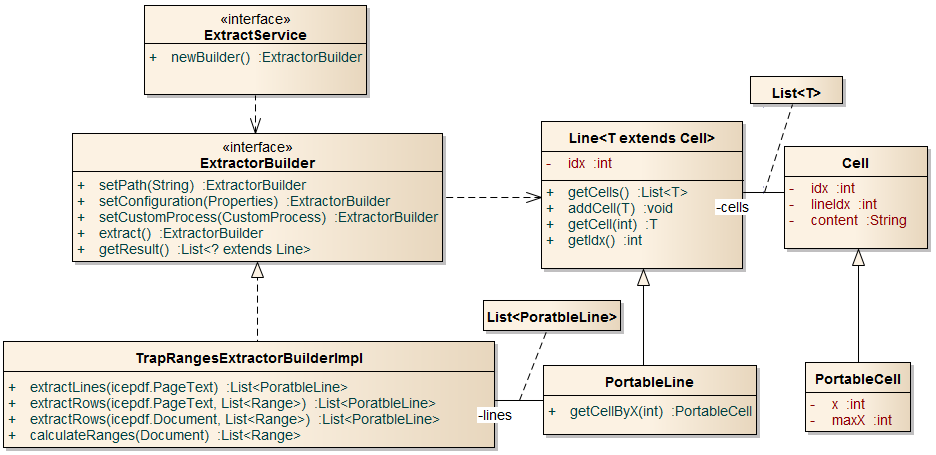 «interface»
ExtractService
+ newBuilder() :ExtractorBuilder
«interface»
ExtractorBuilder
+ setPath(String) :ExtractorBuilder
+ setConfiguration(Properties) :ExtractorBuilder
+ setCustomProcess(CustomProcess) :ExtractorBuilder
+ extract() :ExtractorBuilder
+ getResult() :List<? extends Line>
Line<T extends Cell>
- idx :int
+ getCells() :List<T>
+ addCell(T) :void
+ getCell(int) :T
+ getIdx() :int
List<T>
-cells
Cell
- idx :int
- lineIdx :int
- content :String
TrapRangesExtractorBuilderImpl
+ extractLines(icepdf.PageText) :List<PoratbleLine>
+ extractRows(icepdf.PageText, List<Range>) :List<PoratbleLine>
+ extractRows(icepdf.Document, List<Range>) :List<PoratbleLine>
+ calculateRanges(Document) :List<Range>
List<PoratbleLine>
-lines
PortableLine
+ getCellByX(int) :PortableCell
PortableCell
- x :int
- maxX :int